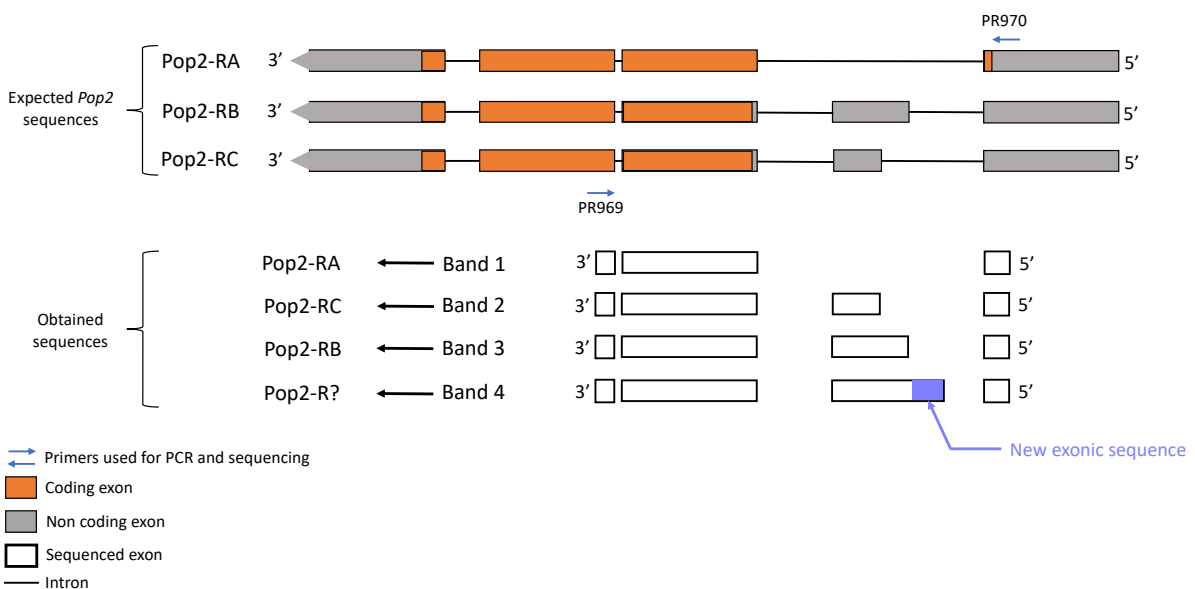 PR970
Pop2-RA 3’ 5’
Expected Pop2
sequences
Pop2-RB 3’ 5’
Pop2-RC 3’ 5’
PR969
Obtained
sequences
Pop2-RA Band 1 3’ 5’
Pop2-RC Band 2 3’ 5’
Pop2-RB Band 3 3’ 5’
Pop2-R? Band 4 3’ 5’
New exonic sequence
Primers used for PCR and sequencing
Coding exon
Non coding exon
Sequenced exon
Intron